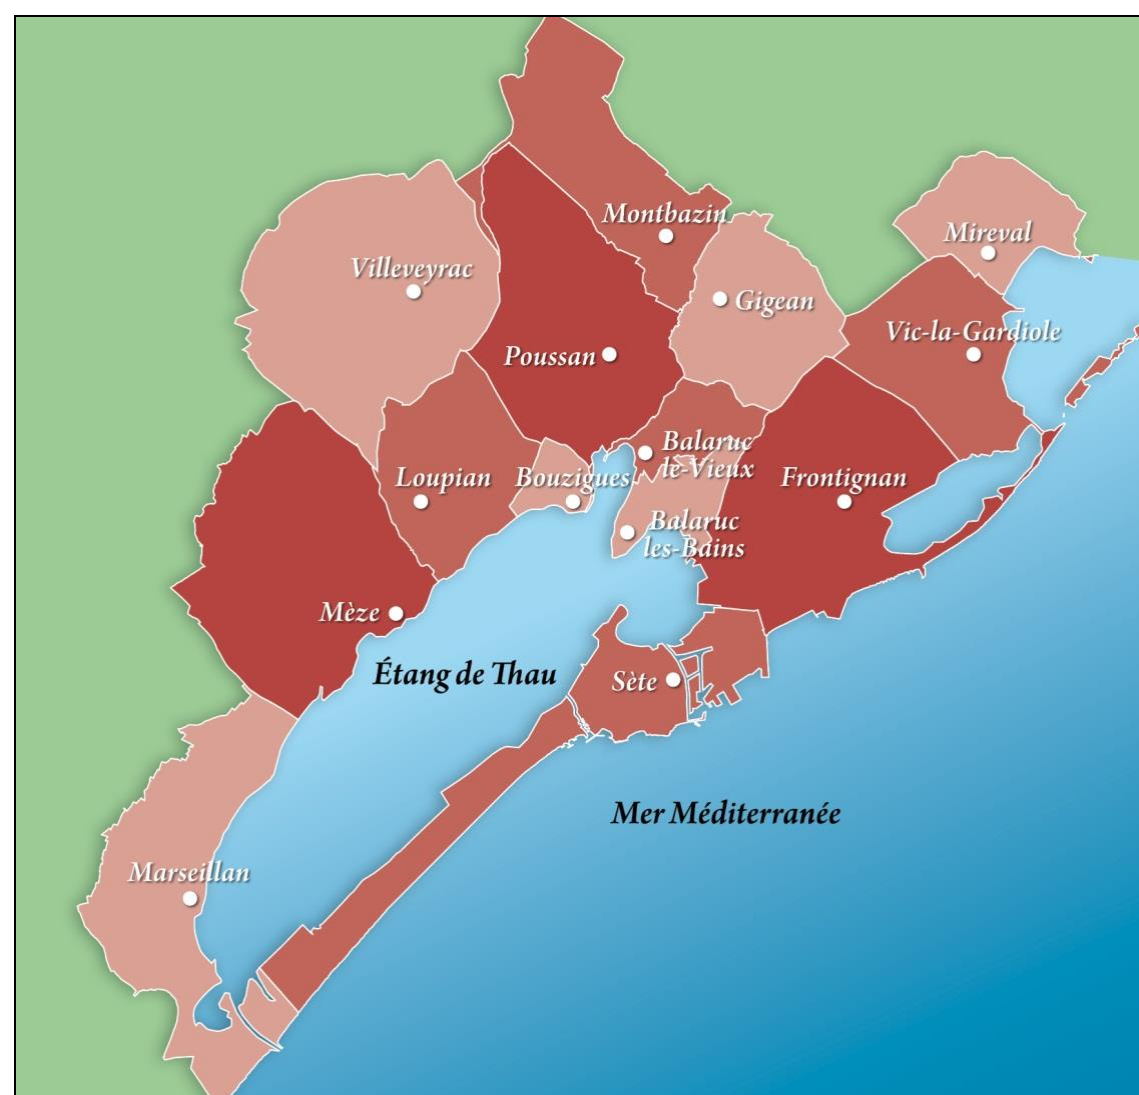 Montbazin
Mireval
Villeveyrac
Gigean
Vic-la-Gardiole
Poussan
Balaruc
le-Vieux
Loupian
Bouzigues
Frontignan
Balaruc
les-Bains
Mèze
Étang de Thau
Sète
Mer Méditerranée
Marseillan